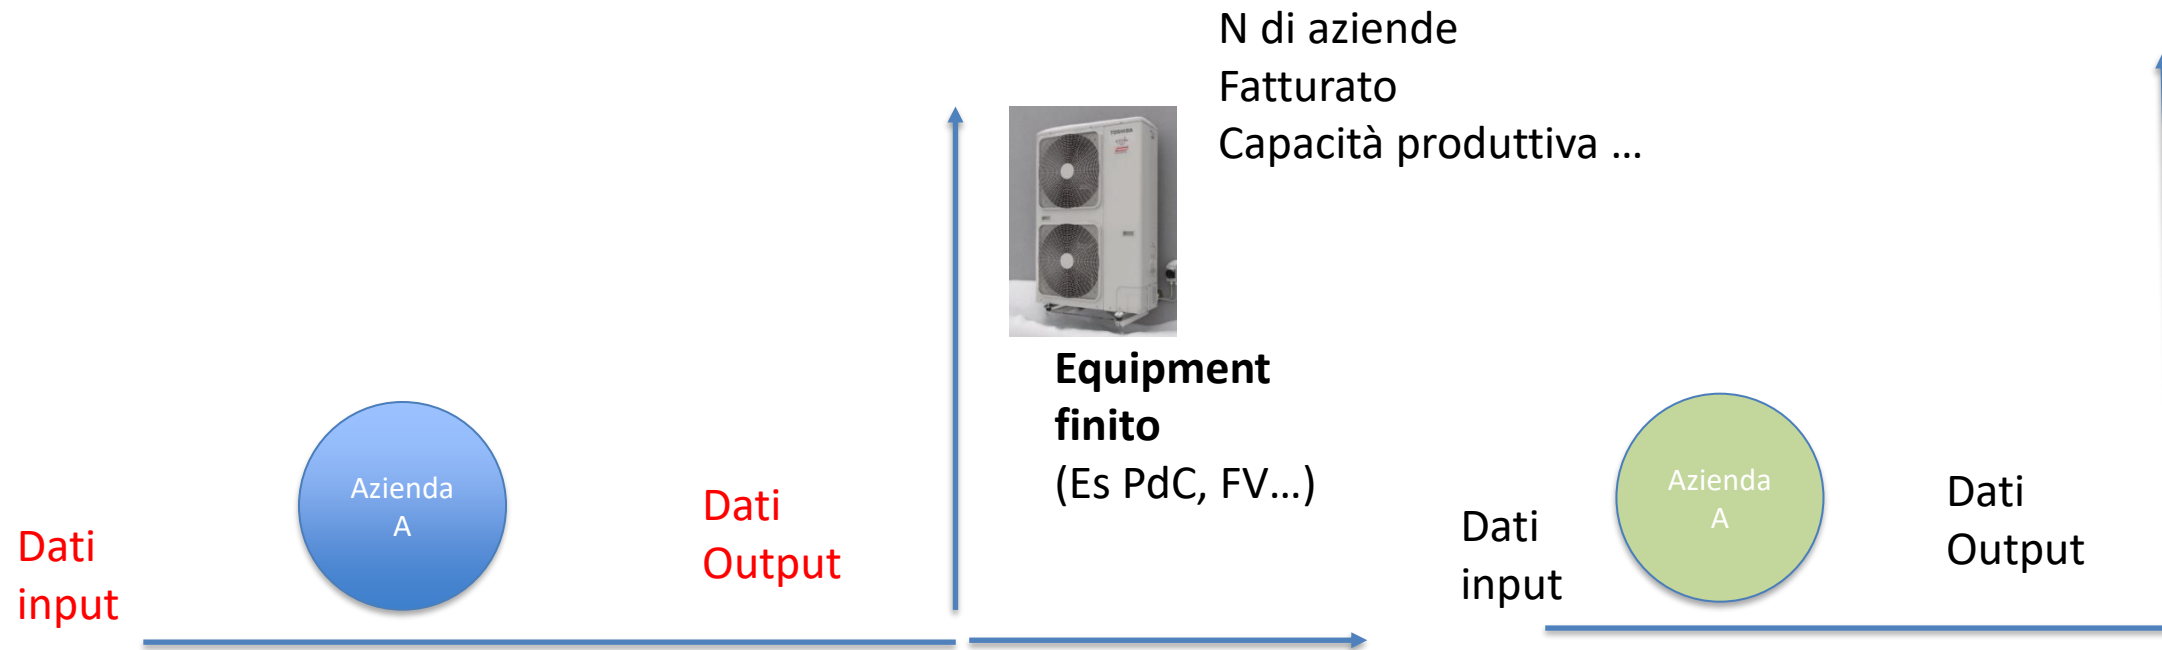 N di aziende
Fatturato
Capacità produttiva ...
TOSHIBA
Equipment
finito
(Es PdC, FV...)
Azienda
A
Dati
input
Dati
Output
Azienda
A
Dati
input
Dati
Output